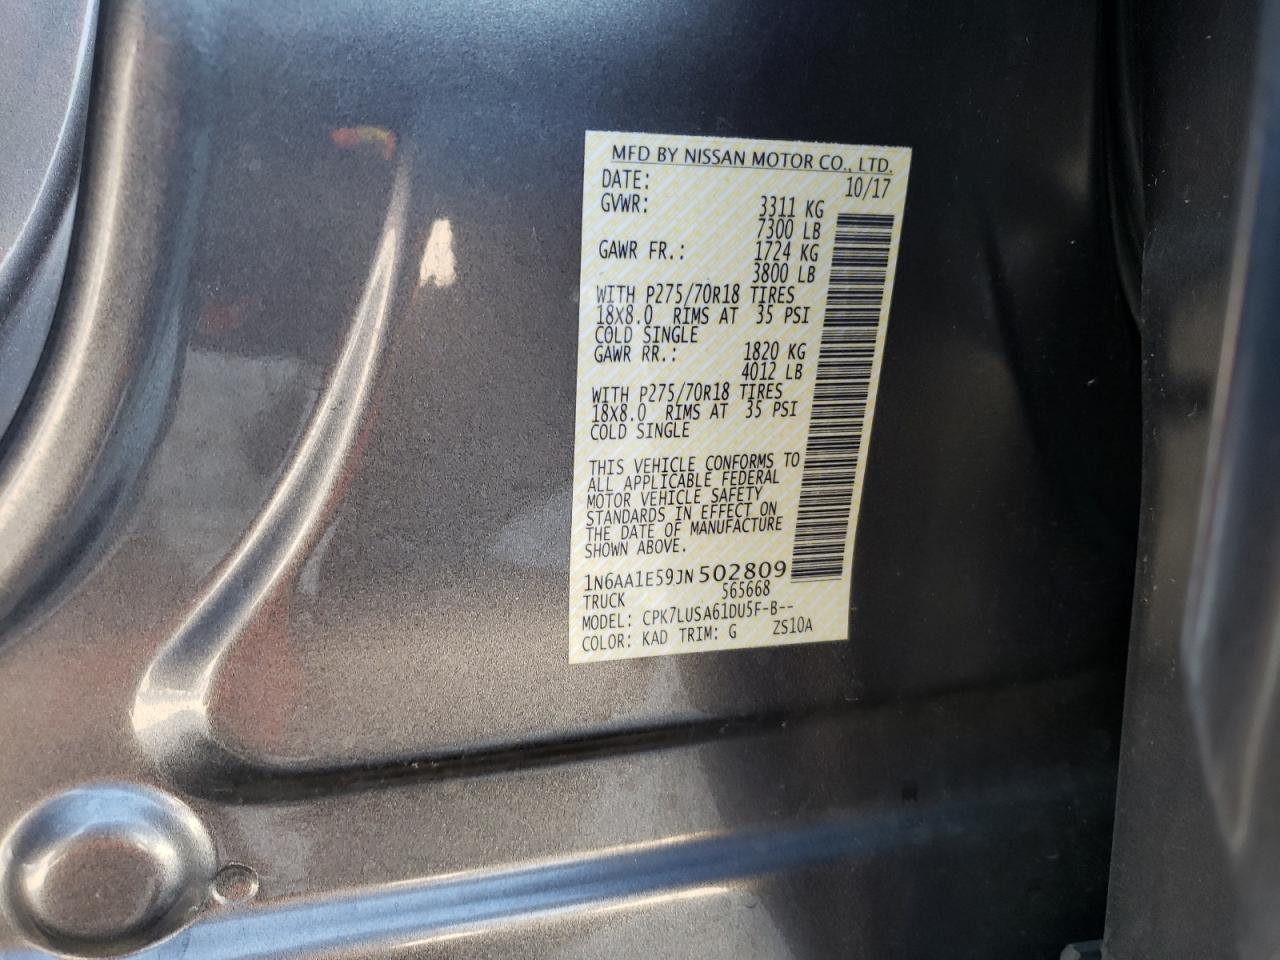 MFD BY NISSAN MOTOR CO., LTD.
DATE: 10/17
GVWR: 3311 KG
7300 LB
GAWR FR.: 1724 KG
3800 LB
WITH P275/70R18 TIRES
18X8.0 RIMS AT 35 PSI
COLD SINGLE
GAWR RR.: 1820 KG
4012 LB
WITH P275/70R18 TIRES
18X8.0 RIMS AT 35 PSI
COLD SINGLE
THIS VEHICLE CONFORMS TO
ALL APPLICABLE FEDERAL
MOTOR VEHICLE SAFETY
STANDARDS IN EFFECT ON
THE DATE OF MANUFACTURE
SHOWN ABOVE.
1N6AA1E59JN502809
TRUCK 565668
MODEL: CPK7LUSA61DU5F-B--
COLOR: KAD TRIM: G ZS10A